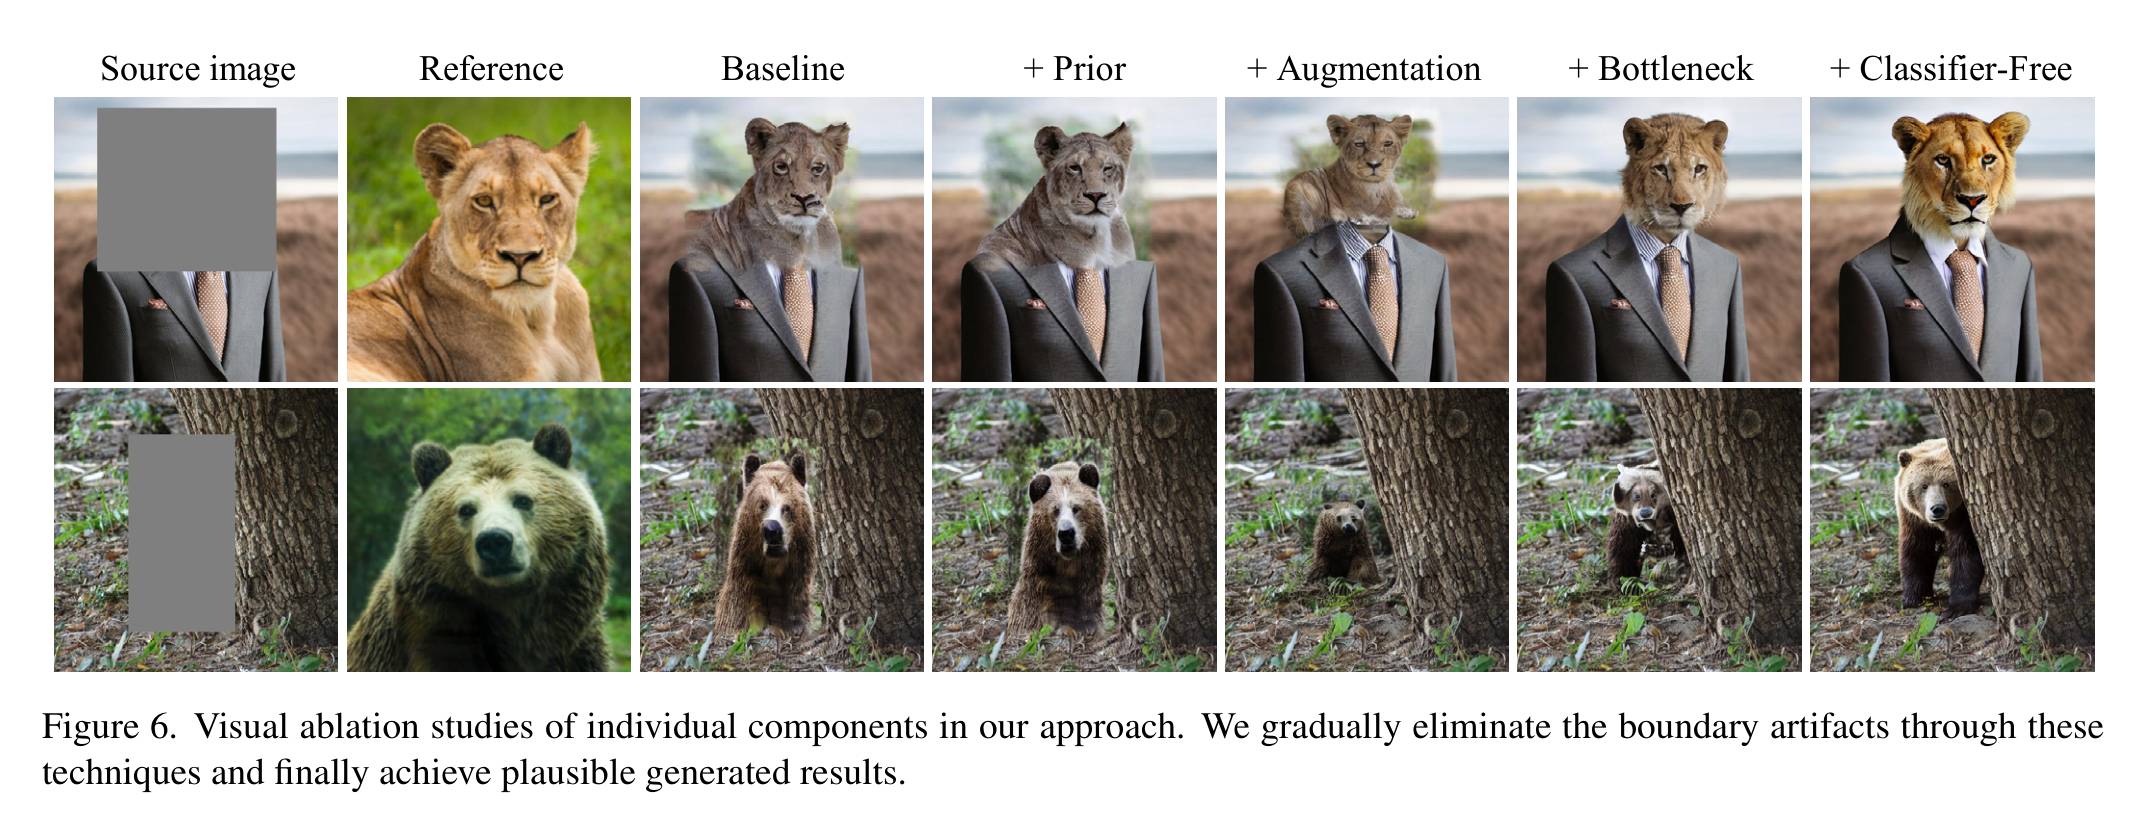 Source image Reference Baseline + Prior + Augmentation + Bottleneck + Classifier-Free
Figure 6. Visual ablation studies of individual components in our approach. We gradually eliminate the boundary artifacts through these
techniques and finally achieve plausible generated results.